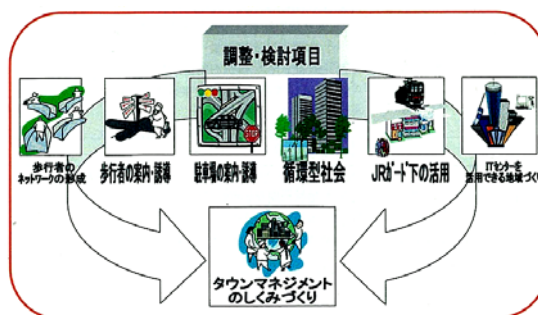 調整・検討項目
歩行者の
ネットワークの形成
歩行者の案内・誘導
駐車場の案内・誘導
循環型社会
JRガード下の活用
ITセンターを
活用できる地域づくり
タウンマネジメント
のしくみづくり